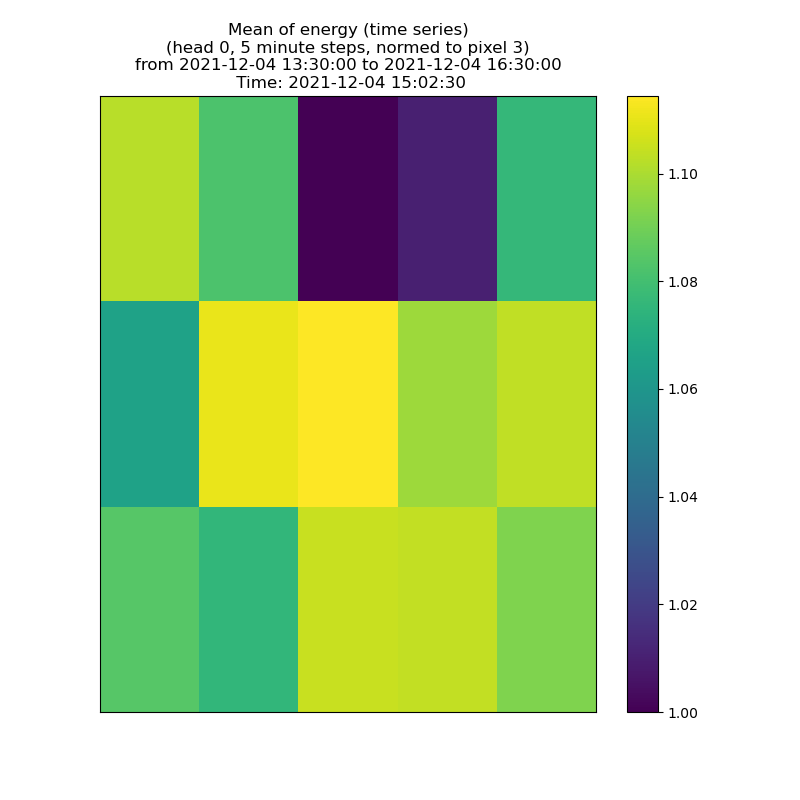 Mean of energy (time series)
(head 0, 5 minute steps, normed to pixel 3)
from 2021-12-04 13:30:00 to 2021-12-04 16:30:00
Time: 2021-12-04 15:02:30
1.10
1.08
1.06
1.04
1.02
1.00